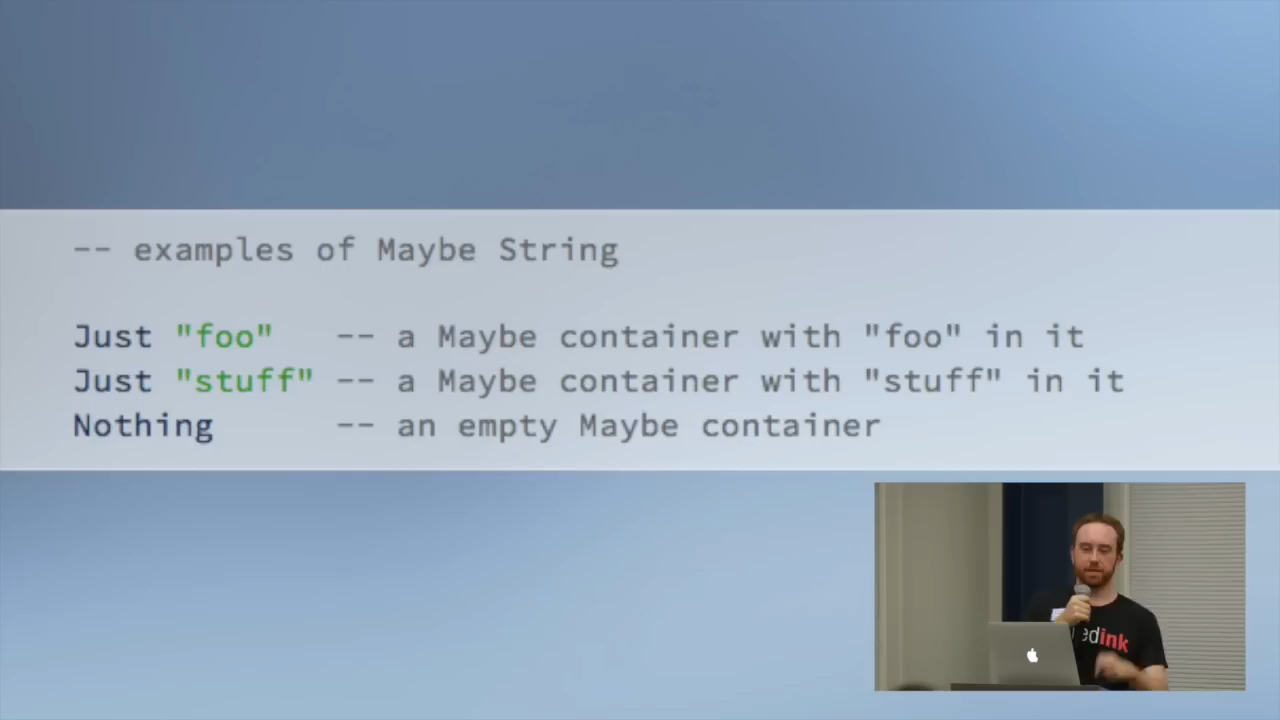 -- examples of Maybe String
Just "foo"   -- a Maybe container with "foo" in it
Just "stuff" -- a Maybe container with "stuff" in it
Nothing      -- an empty Maybe container
edink